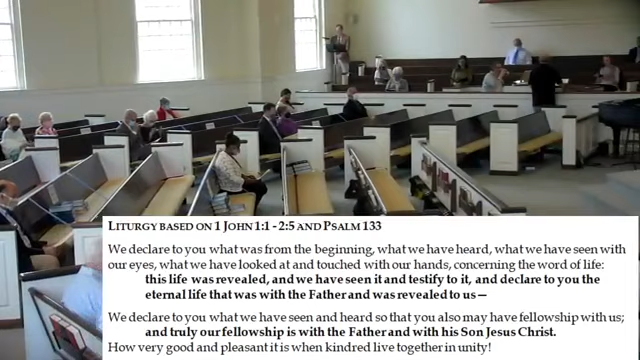 LITURGY BASED ON 1 JOHN 1:1 - 2:5 AND PSALM 133
We declare to you what was from the beginning, what we have heard, what we have seen with
our eyes, what we have looked at and touched with our hands, concerning the word of life:
this life was revealed, and we have seen it and testify to it, and declare to you the
eternal life that was with the Father and was revealed to us—
We declare to you what we have seen and heard so that you also may have fellowship with us;
and truly our fellowship is with the Father and with his Son Jesus Christ.
How very good and pleasant it is when kindred live together in unity!